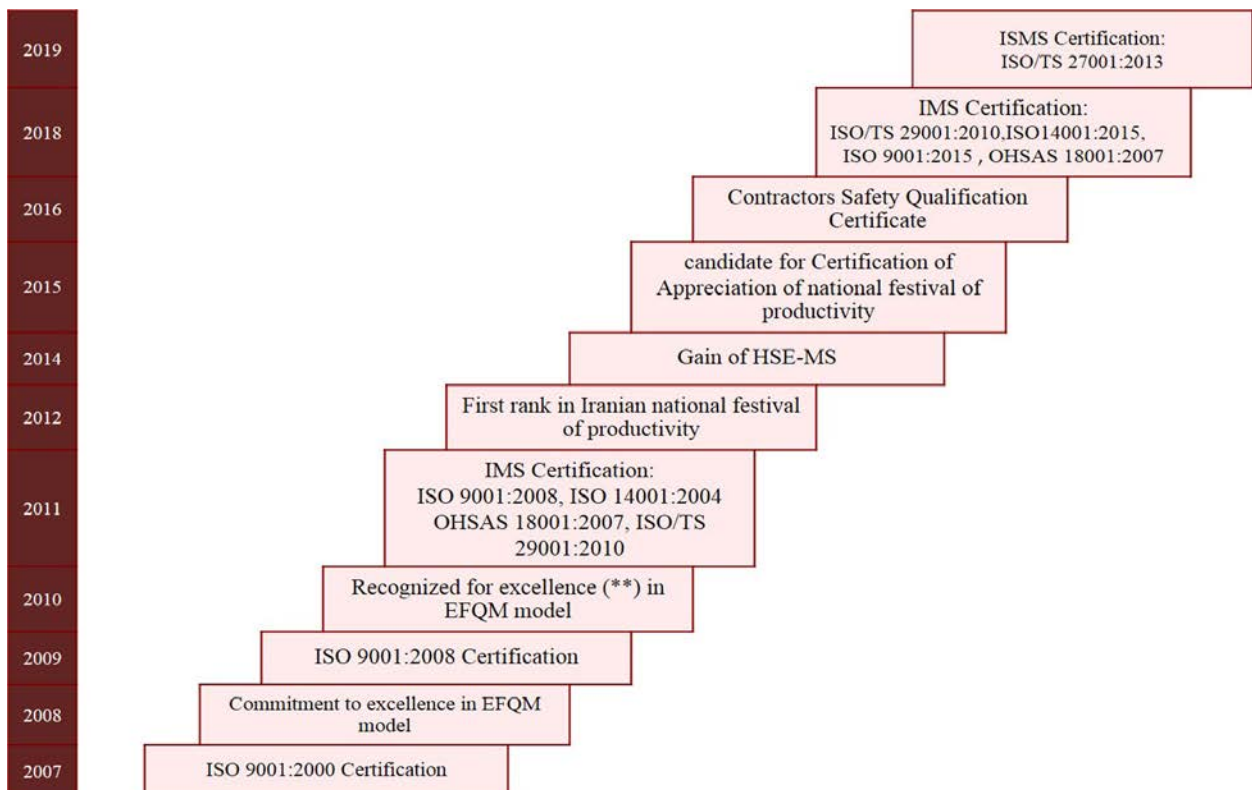 2019
ISMS Certification:
ISO/TS 27001:2013
2018
IMS Certification:
ISO/TS 29001:2010,ISO14001:2015,
ISO 9001:2015 , OHSAS 18001:2007
2016
Contractors Safety Qualification
Certificate
2015
candidate for Certification of
Appreciation of national festival of
productivity
2014
Gain of HSE-MS
2012
First rank in Iranian national festival
of productivity
2011
IMS Certification:
ISO 9001:2008, ISO 14001:2004
OHSAS 18001:2007, ISO/TS
29001:2010
2010
Recognized for excellence (**) in
EFQM model
2009
ISO 9001:2008 Certification
2008
Commitment to excellence in EFQM
model
2007
ISO 9001:2000 Certification